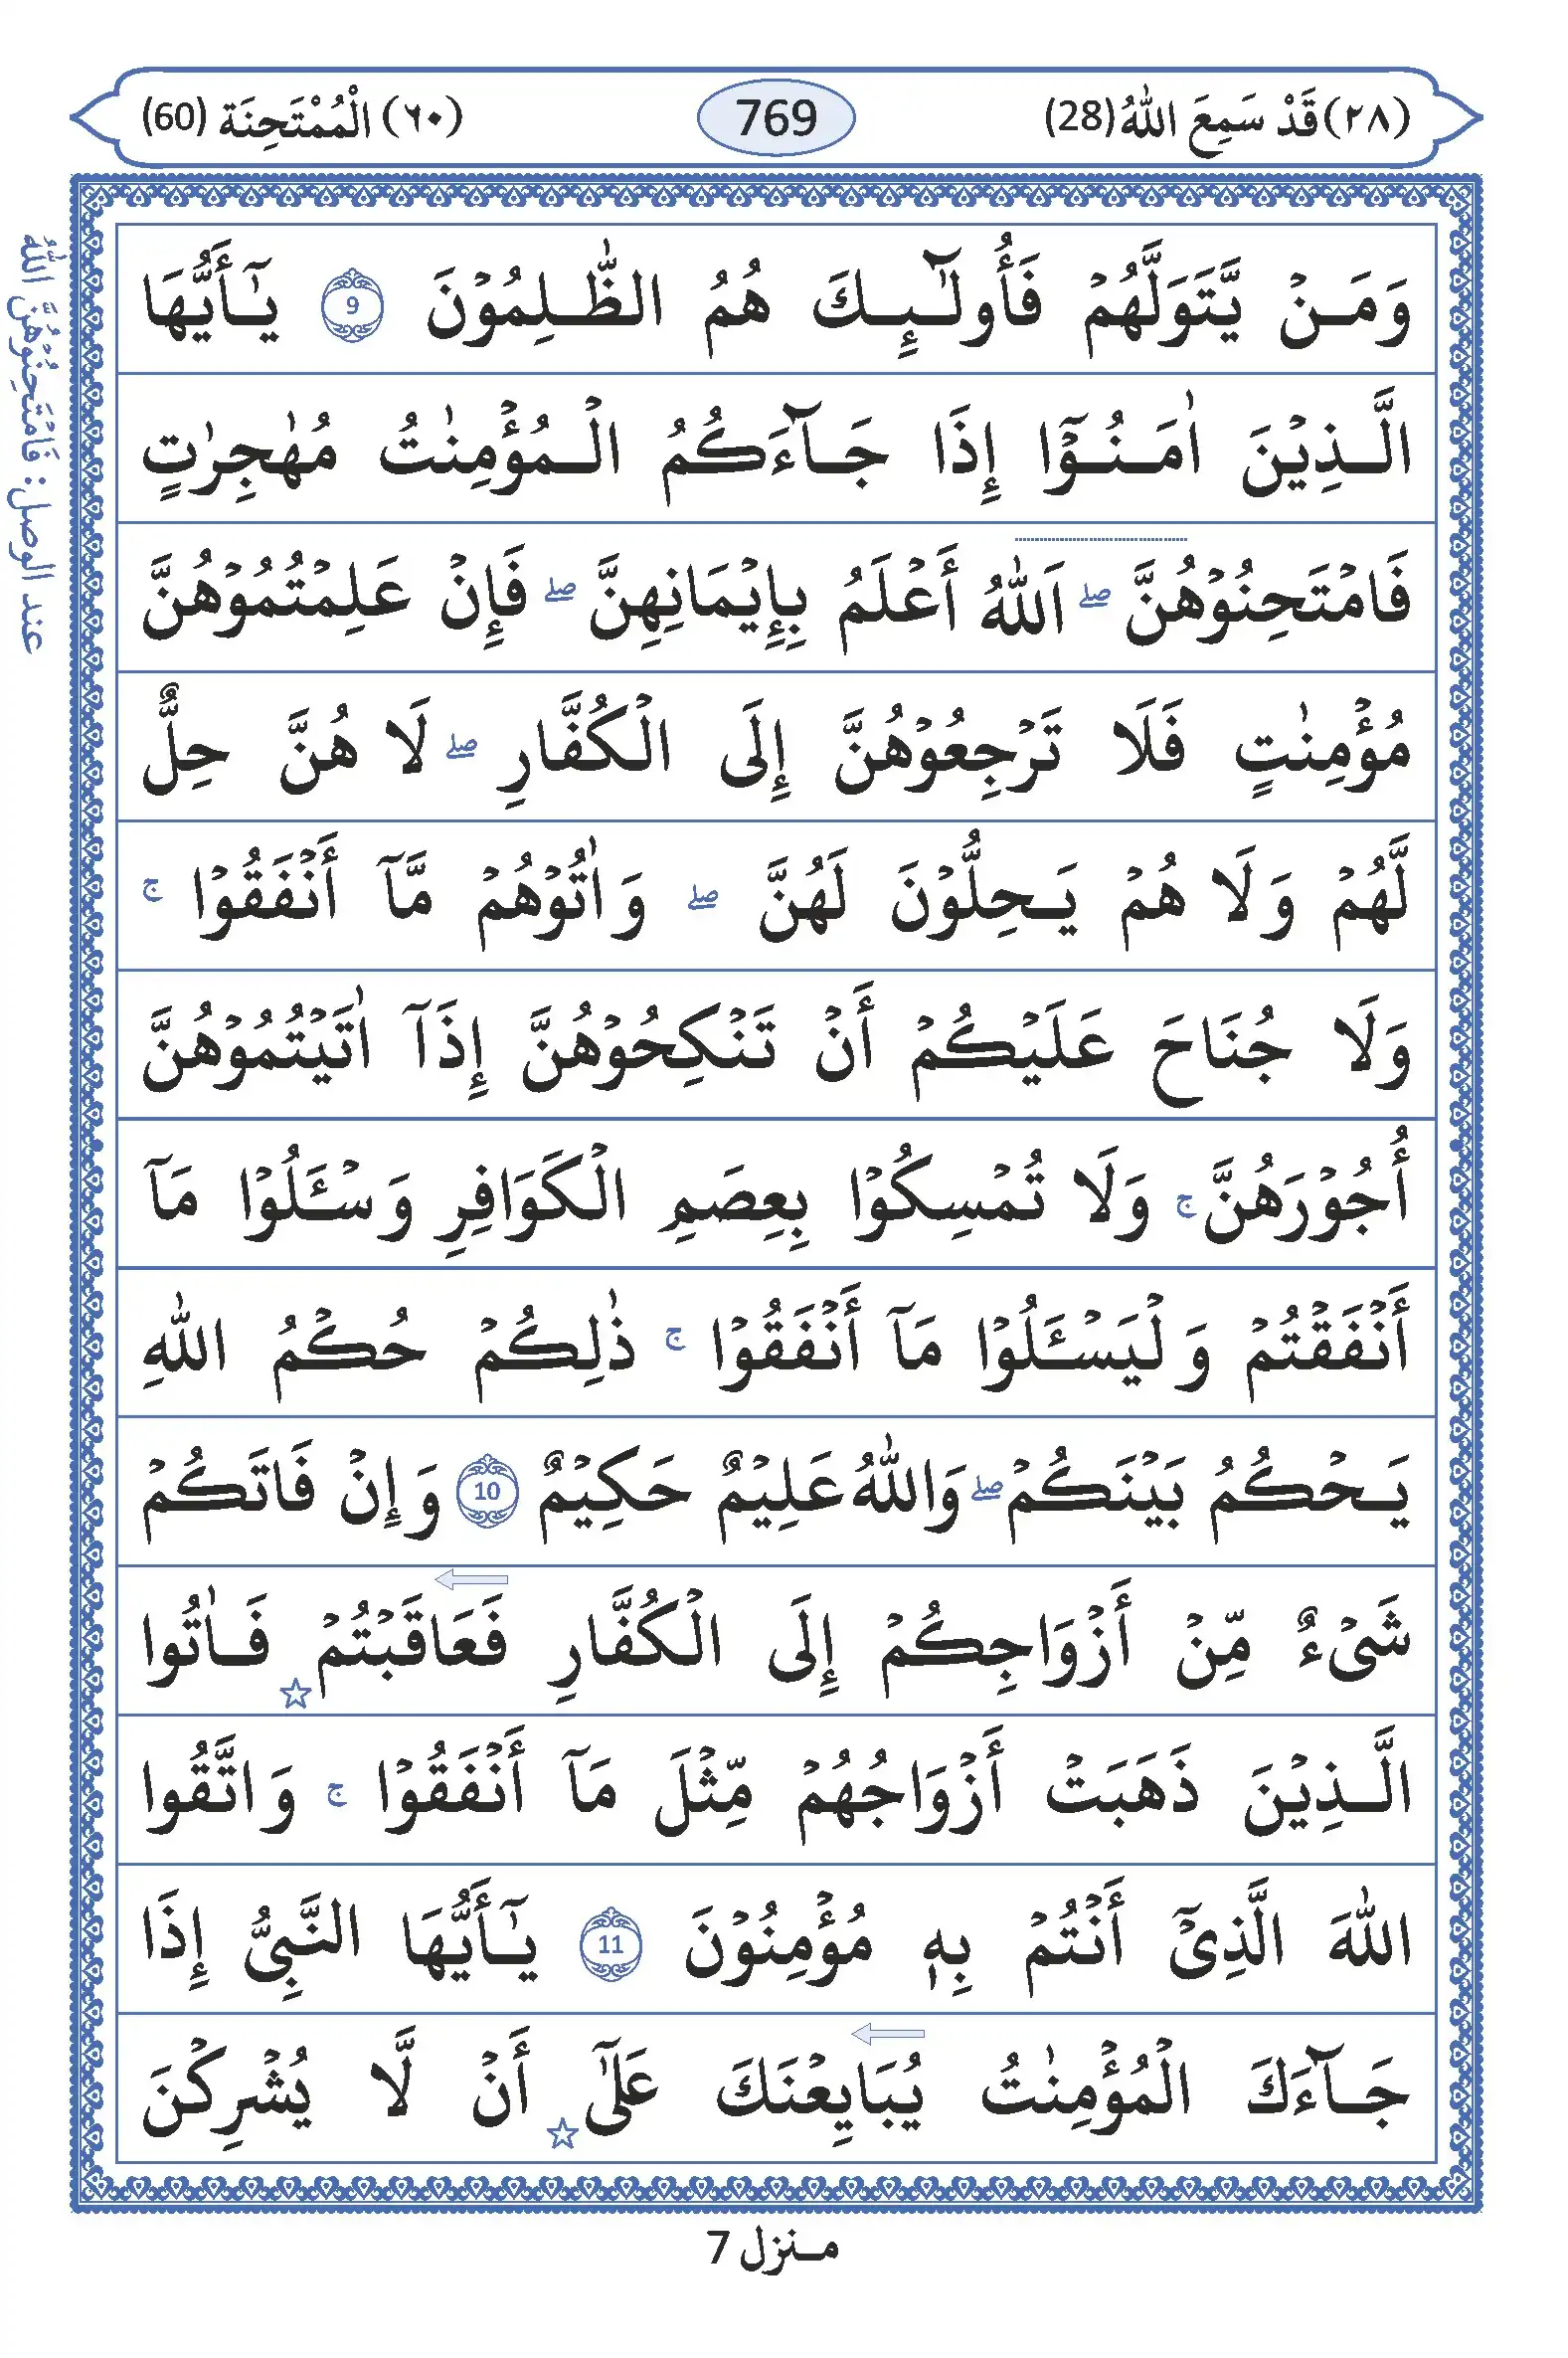 (٢٨) قَدْ سَمِعَ اللّٰهُ (28) 769 (٦٠) الْمُمْتَحِنَة (60)
وَمَنْ يَّتَوَلَّهُمْ فَأُولٰٓئِكَ هُمُ الظّٰلِمُوْنَ 9 يٰٓأَيُّهَا
الَّذِيْنَ اٰمَنُوْٓا إِذَا جَآءَكُمُ الْمُؤْمِنٰتُ مُهٰجِرٰتٍ
فَامْتَحِنُوْهُنَّ ۖ اَللّٰهُ أَعْلَمُ بِإِيْمَانِهِنَّ ۖ فَإِنْ عَلِمْتُمُوْهُنَّ
مُؤْمِنٰتٍ فَلَا تَرْجِعُوْهُنَّ إِلَى الْكُفَّارِ ۖ لَا هُنَّ حِلٌّ
لَّهُمْ وَلَا هُمْ يَحِلُّوْنَ لَهُنَّ ۖ وَاٰتُوْهُمْ مَّآ أَنْفَقُوْا ۚ
وَلَا جُنَاحَ عَلَيْكُمْ أَنْ تَنْكِحُوْهُنَّ إِذَآ اٰتَيْتُمُوْهُنَّ
أُجُوْرَهُنَّ ۚ وَلَا تُمْسِكُوْا بِعِصَمِ الْكَوَافِرِ وَسْـَٔلُوْا مَآ
أَنْفَقْتُمْ وَلْيَسْـَٔلُوْا مَآ أَنْفَقُوْا ۚ ذٰلِكُمْ حُكْمُ اللّٰهِ
يَحْكُمُ بَيْنَكُمْ ۖ وَاللّٰهُ عَلِيْمٌ حَكِيْمٌ 10 وَإِنْ فَاتَكُمْ
شَىْءٌ مِّنْ أَزْوَاجِكُمْ إِلَى الْكُفَّارِ فَعَاقَبْتُمْ ☆ فَاٰتُوا
الَّذِيْنَ ذَهَبَتْ أَزْوَاجُهُمْ مِّثْلَ مَآ أَنْفَقُوْا ۚ وَاتَّقُوا
اللّٰهَ الَّذِىْٓ أَنْتُمْ بِهٖ مُؤْمِنُوْنَ 11 يٰٓأَيُّهَا النَّبِىُّ إِذَا
جَآءَكَ الْمُؤْمِنٰتُ يُبَايِعْنَكَ عَلٰٓى ☆ أَنْ لَّا يُشْرِكْنَ
عند الوصل: فَامْتَحِنُوْهُنَّ اللّٰهُ
منزل 7